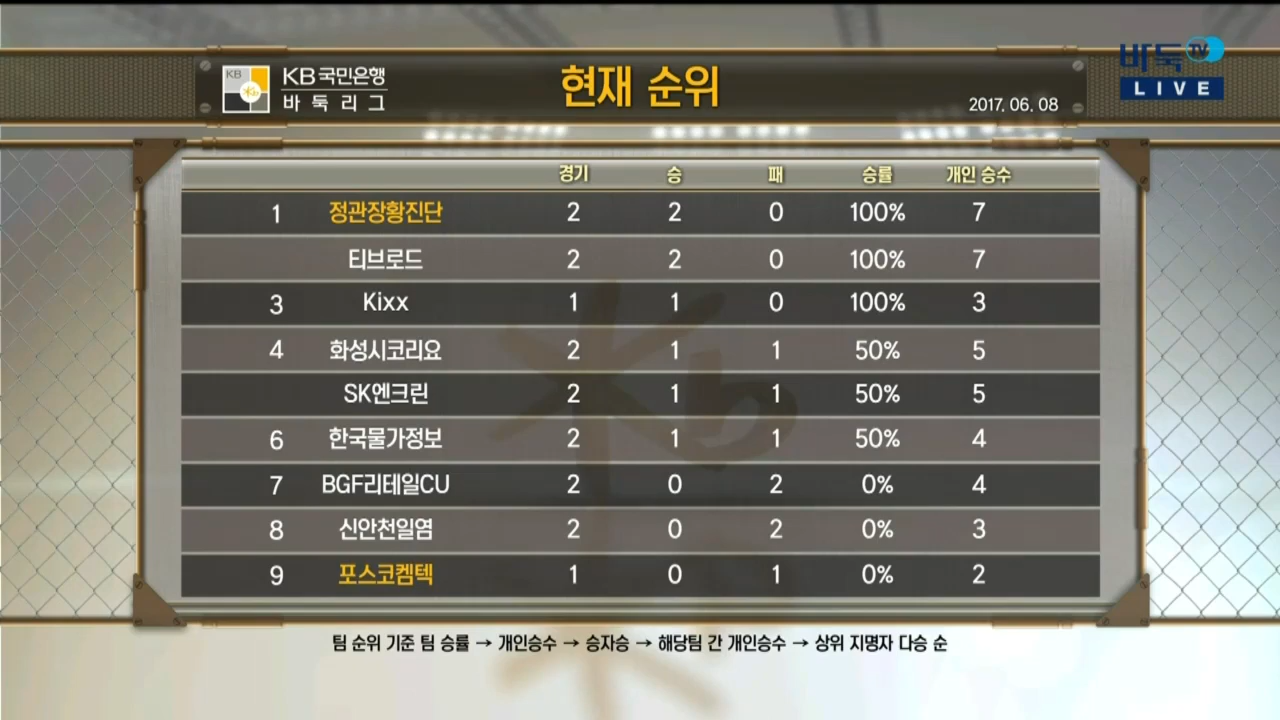 KB KB국민은행
바둑리그
현재 순위
2017. 06. 08
바둑TV
LIVE
경기 승 패 승률 개인 승수
1 정관장황진단 2 2 0 100% 7
티브로드 2 2 0 100% 7
3 Kixx 1 1 0 100% 3
4 화성시코리요 2 1 1 50% 5
SK엔크린 2 1 1 50% 5
6 한국물가정보 2 1 1 50% 4
7 BGF리테일CU 2 0 2 0% 4
8 신안천일염 2 0 2 0% 3
9 포스코켐텍 1 0 1 0% 2
팀 순위 기준 팀 승률 → 개인승수 → 승자승 → 해당팀 간 개인승수 → 상위 지명자 다승 순